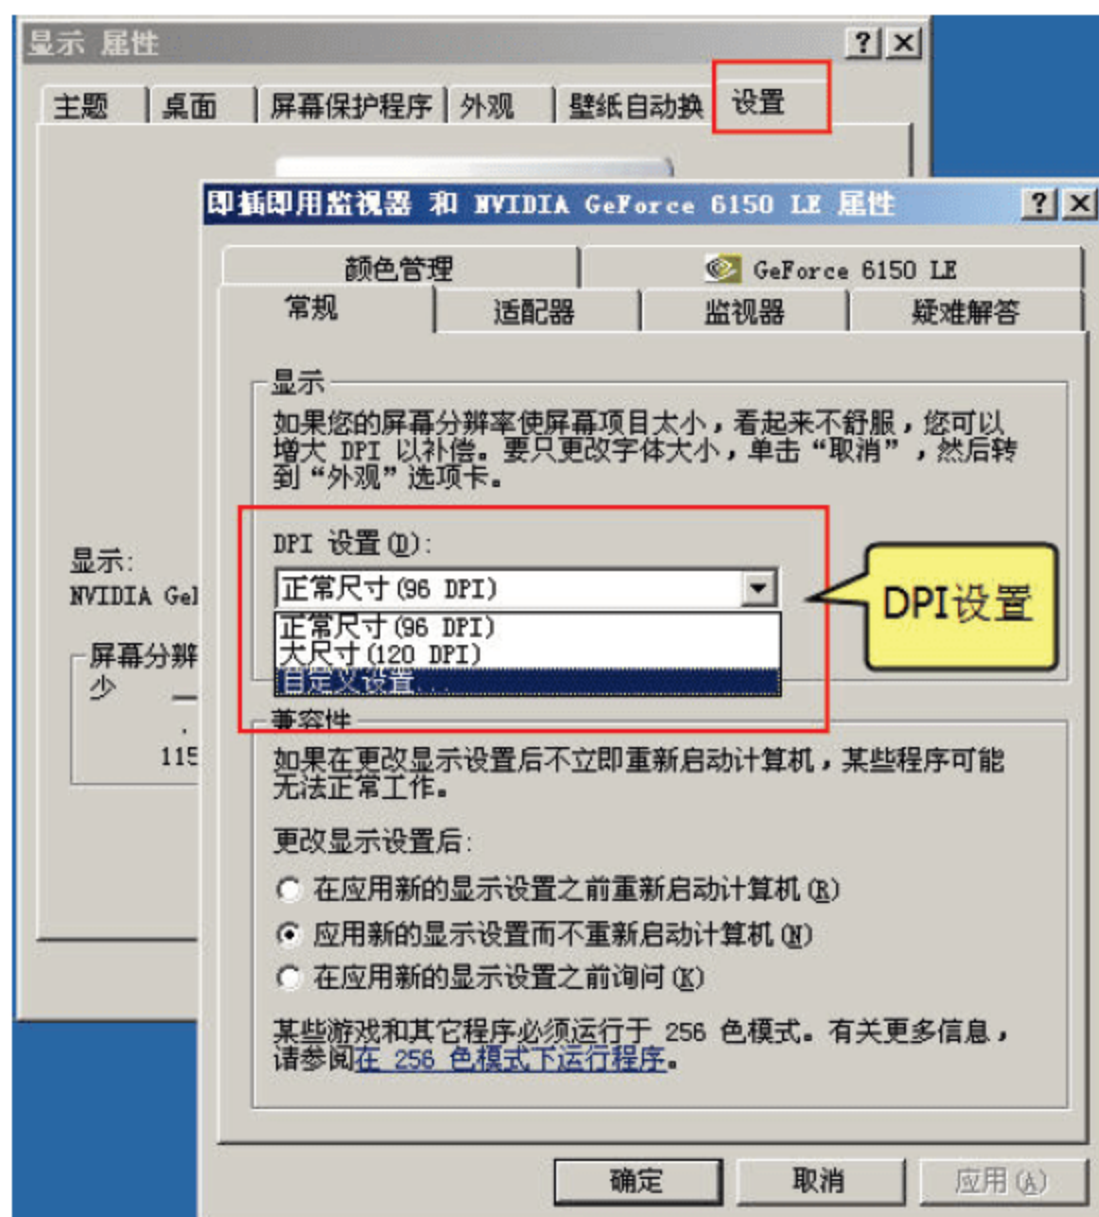 显示 属性
主题 桌面 屏幕保护程序 外观 壁纸自动换 设置
即插即用监视器 和 NVIDIA GeForce 6150 LE 属性
颜色管理 GeForce 6150 LE
常规 适配器 监视器 疑难解答
显示
如果您的屏幕分辨率使屏幕项目太小，看起来不舒服，您可以
增大 DPI 以补偿。要只更改字体大小，单击“取消”，然后转
到“外观”选项卡。
DPI 设置(D):
正常尺寸(96 DPI)
正常尺寸(96 DPI)
大尺寸(120 DPI)
自定义设置...
DPI设置
显示:
NVIDIA Gel
屏幕分辨
少
115
兼容性
如果在更改显示设置后不立即重新启动计算机，某些程序可能
无法正常工作。
更改显示设置后:
在应用新的显示设置之前重新启动计算机(R)
应用新的显示设置而不重新启动计算机(N)
在应用新的显示设置之前询问(K)
某些游戏和其它程序必须运行于 256 色模式。有关更多信息，
请参阅在 256 色模式下运行程序。
确定 取消 应用(A)